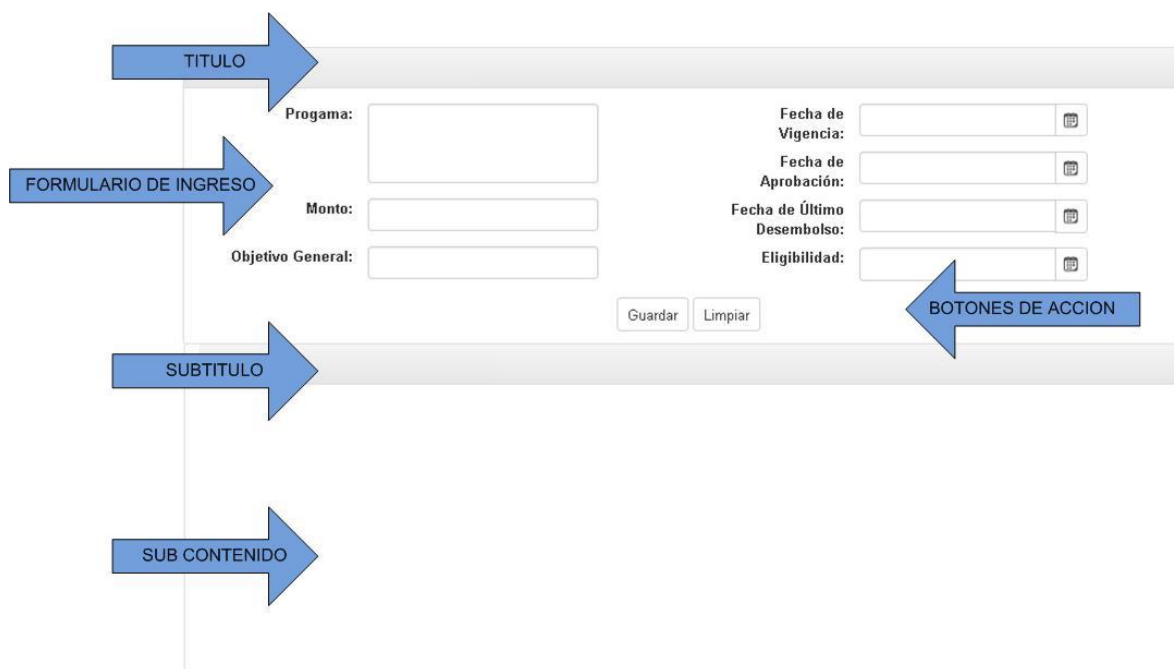 TITULO
Progama:
Fecha de
Vigencia:
FORMULARIO DE INGRESO
Fecha de
Aprobación:
Monto:
Fecha de Último
Desembolso:
Objetivo General:
Eligibilidad:
Guardar Limpiar
BOTONES DE ACCION
SUBTITULO
SUB CONTENIDO